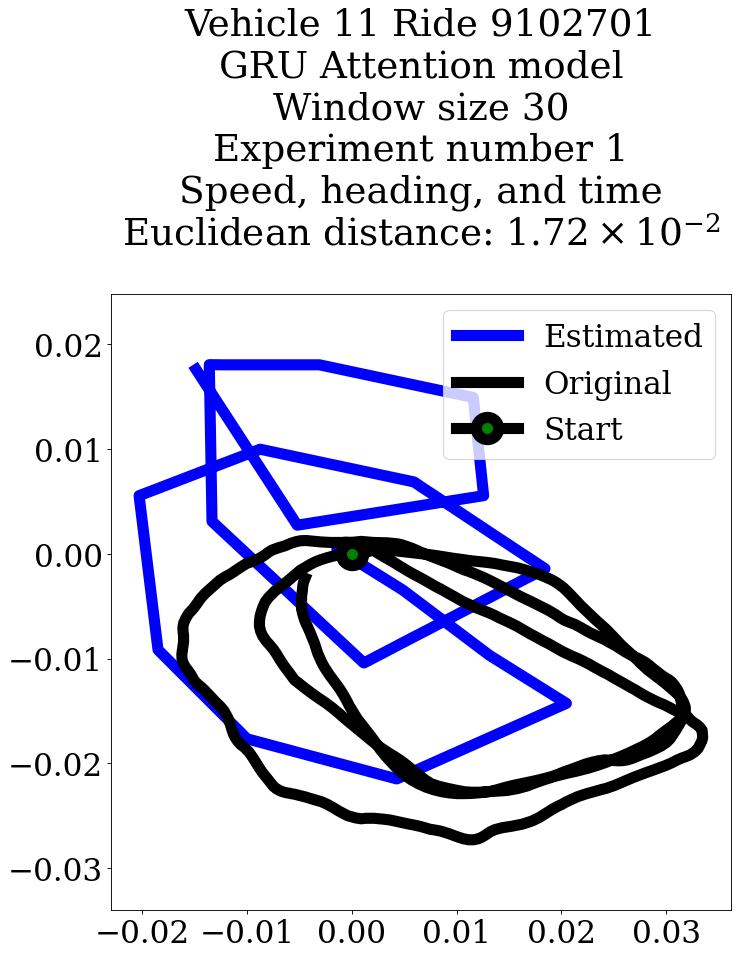 Vehicle 11 Ride 9102701
GRU Attention model
Window size 30
Experiment number 1
Speed, heading, and time
Euclidean distance: 1.72 × 10⁻²
Estimated
Original
Start
0.02
0.01
0.00
−0.01
−0.02
−0.03
−0.02 −0.01 0.00 0.01 0.02 0.03